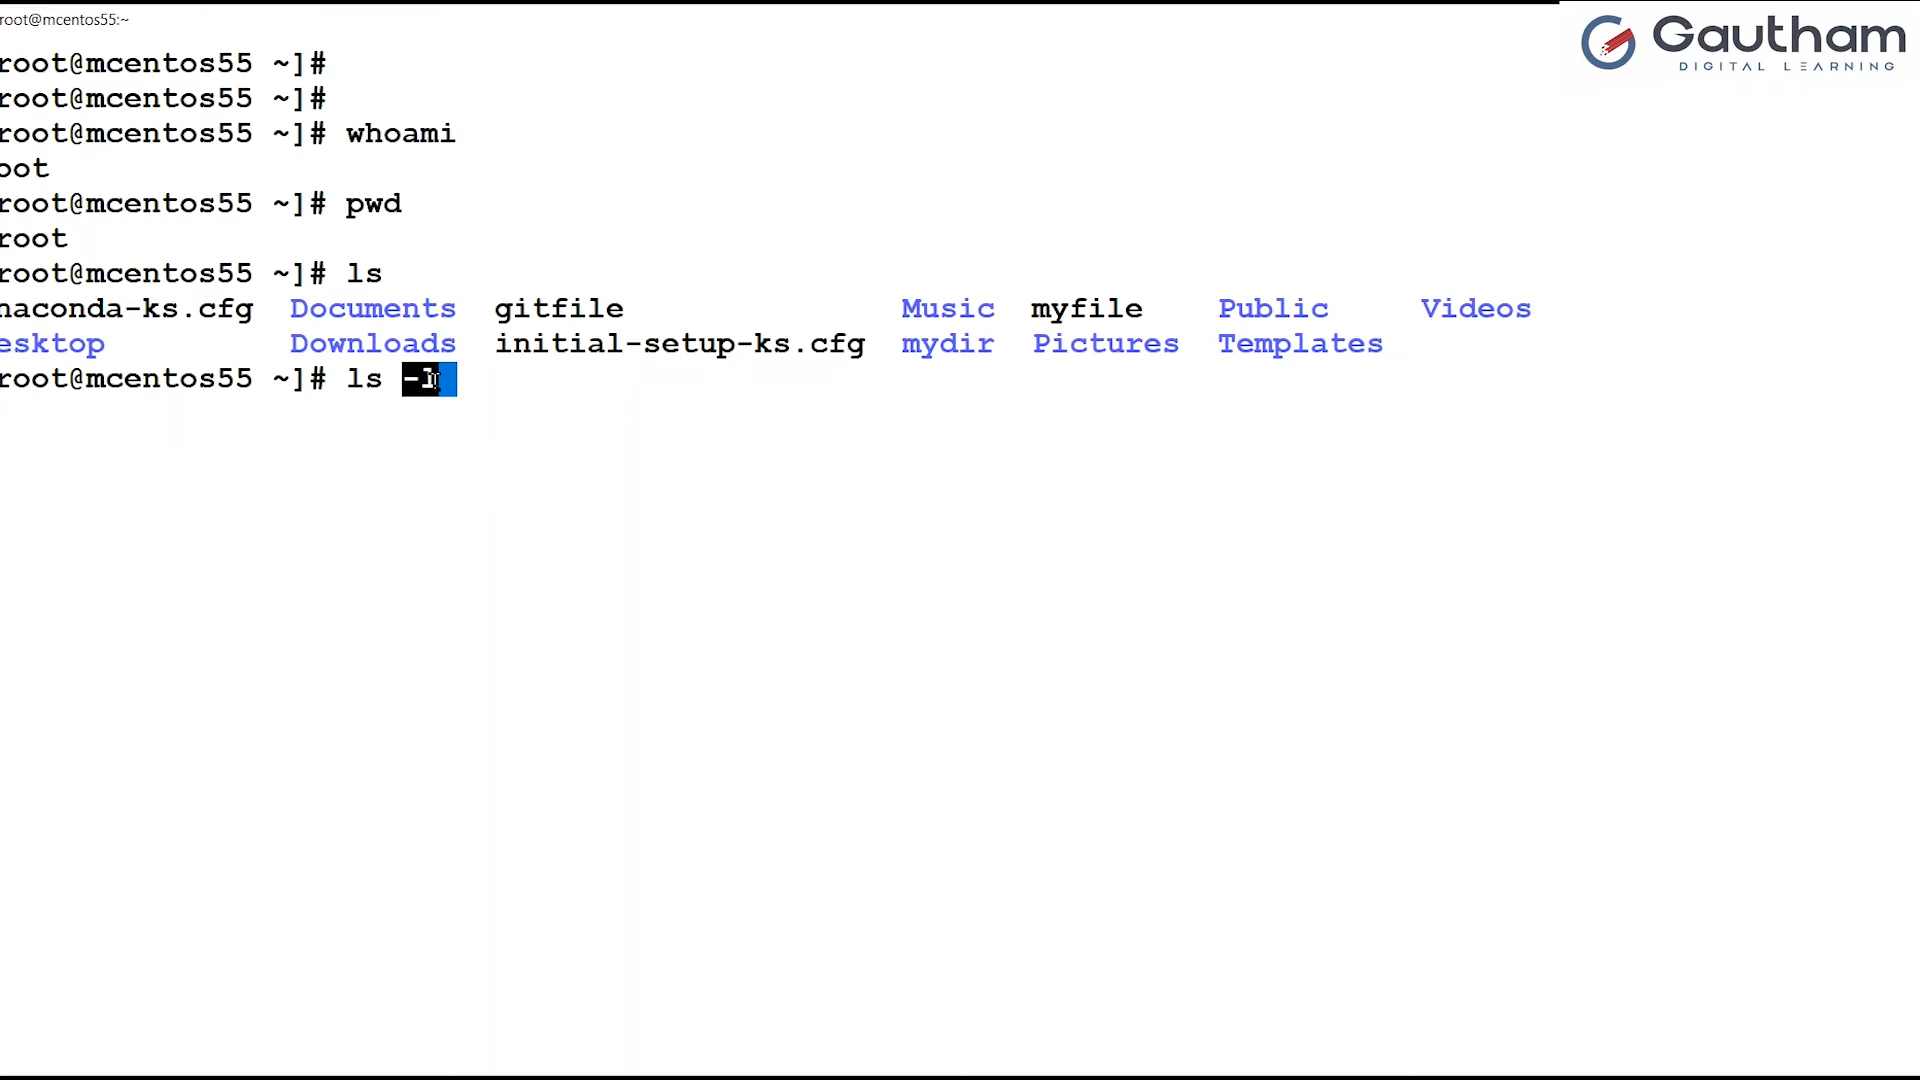 root@mcentos55:~
Gautham
DIGITAL LEARNING
root@mcentos55 ~]#
root@mcentos55 ~]#
root@mcentos55 ~]# whoami
oot
root@mcentos55 ~]# pwd
root
root@mcentos55 ~]# ls
naconda-ks.cfg Documents gitfile Music myfile Public Videos
esktop Downloads initial-setup-ks.cfg mydir Pictures Templates
root@mcentos55 ~]# ls -l